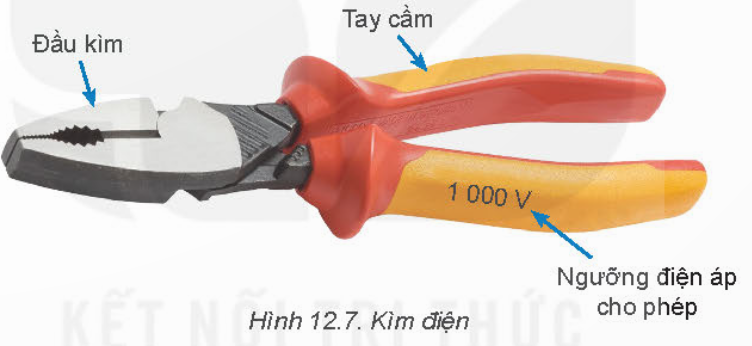 Tay cầm
Đầu kìm
1 000 V
Ngưỡng điện áp
cho phép
KẾT NỐI TRI THỨC
Hình 12.7. Kìm điện